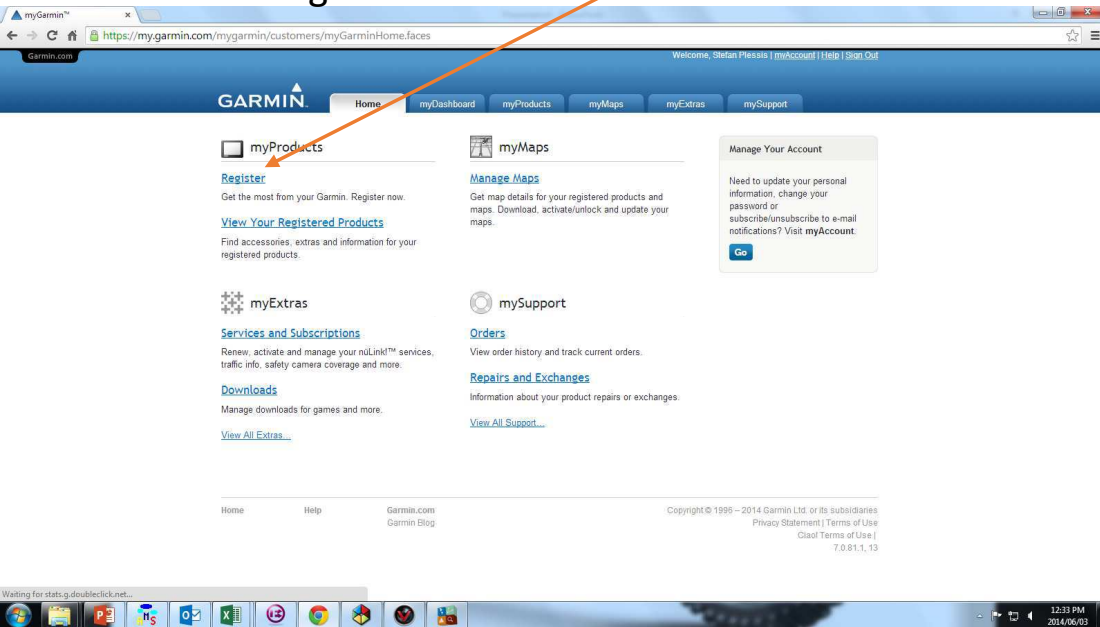 myGarmin™
https://my.garmin.com/mygarmin/customers/myGarminHome.faces
Garmin.com
Welcome, Stefan Plessis | myAccount | Help | Sign Out
GARMIN.
Home
myDashboard
myProducts
myMaps
myExtras
mySupport
myProducts
Register
Get the most from your Garmin. Register now.
View Your Registered Products
Find accessories, extras and information for your
registered products.
myMaps
Manage Maps
Get map details for your registered products and
maps. Download, activate/unlock and update your
maps.
Manage Your Account
Need to update your personal
information, change your
password or
subscribe/unsubscribe to e-mail
notifications? Visit myAccount.
Go
myExtras
Services and Subscriptions
Renew, activate and manage your nüLink!™ services,
traffic info, safety camera coverage and more.
Downloads
Manage downloads for games and more.
View All Extras...
mySupport
Orders
View order history and track current orders.
Repairs and Exchanges
Information about your product repairs or exchanges.
View All Support...
Home
Help
Garmin.com
Garmin Blog
Copyright © 1996 – 2014 Garmin Ltd. or its subsidiaries
Privacy Statement | Terms of Use
Ciaol Terms of Use |
7.0.81.1, 13
Waiting for stats.g.doubleclick.net...
12:33 PM
2014/06/03